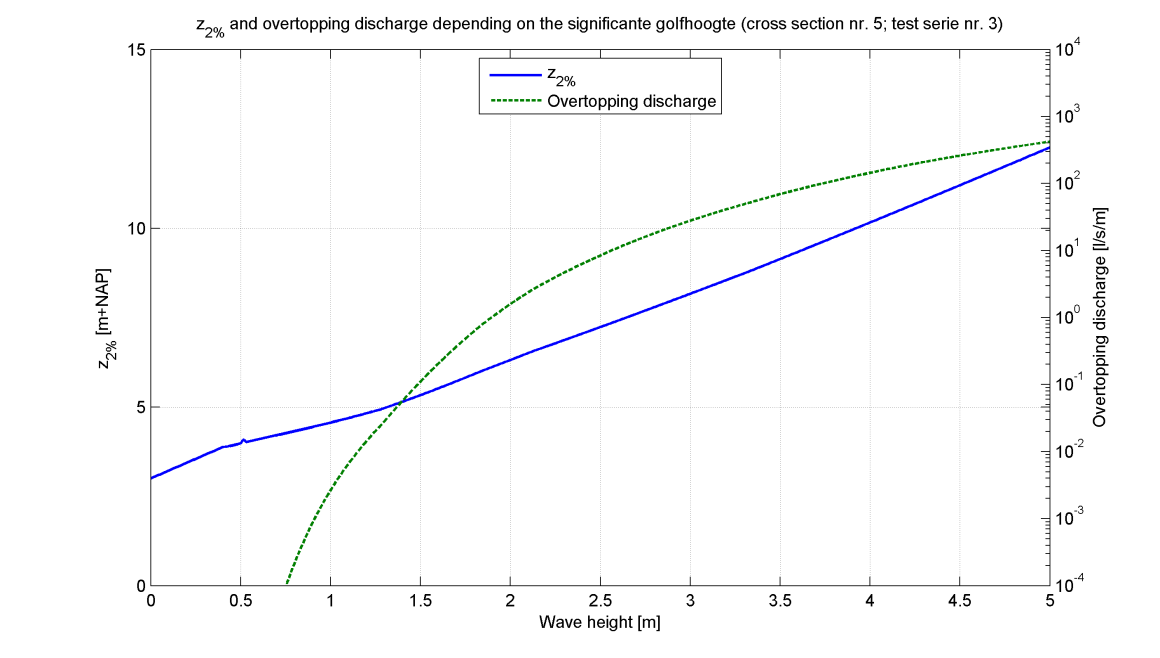 z2% and overtopping discharge depending on the significante golfhoogte (cross section nr. 5; test serie nr. 3)
z2%
Overtopping discharge
15
10
5
0
z2% [m+NAP]
10^4
10^3
10^2
10^1
10^0
10^-1
10^-2
10^-3
10^-4
Overtopping discharge [l/s/m]
0 0.5 1 1.5 2 2.5 3 3.5 4 4.5 5
Wave height [m]